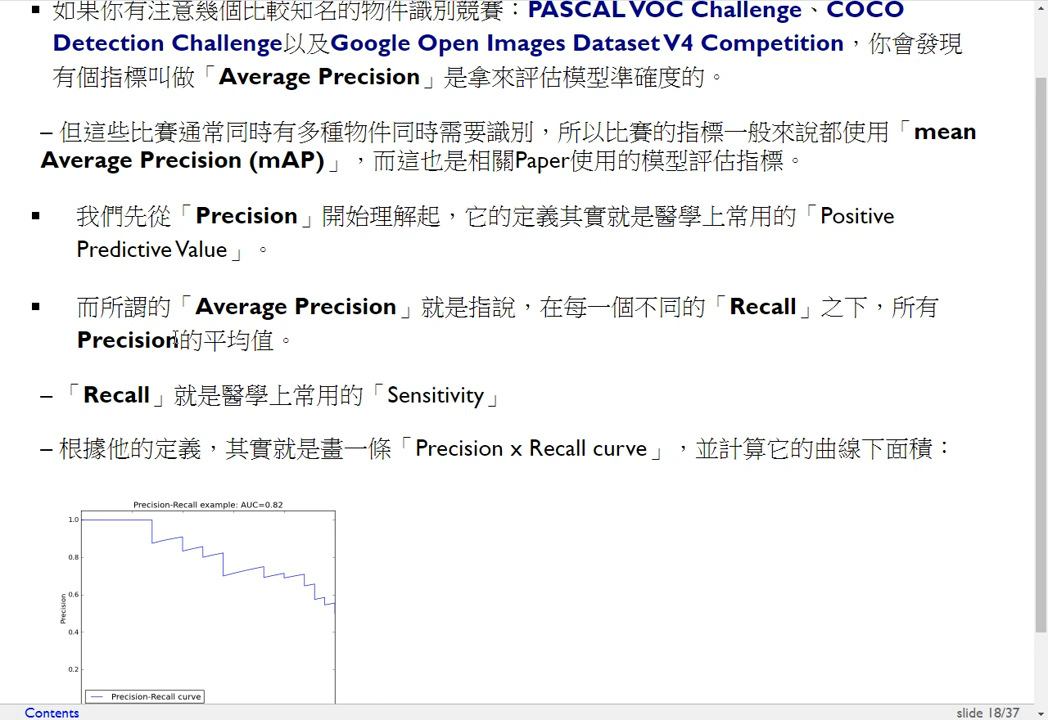 如果你有注意幾個比較知名的物件識別競賽：PASCAL VOC Challenge、COCO
Detection Challenge以及Google Open Images Dataset V4 Competition，你會發現
有個指標叫做「Average Precision」是拿來評估模型準確度的。
– 但這些比賽通常同時有多種物件同時需要識別，所以比賽的指標一般來說都使用「mean
Average Precision (mAP)」，而這也是相關Paper使用的模型評估指標。
▪ 我們先從「Precision」開始理解起，它的定義其實就是醫學上常用的「Positive
Predictive Value」。
▪ 而所謂的「Average Precision」就是指說，在每一個不同的「Recall」之下，所有
Precision的平均值。
– 「Recall」就是醫學上常用的「Sensitivity」
– 根據他的定義，其實就是畫一條「Precision x Recall curve」，並計算它的曲線下面積：
Precision-Recall example: AUC=0.82
1.0
0.8
0.6
0.4
0.2
Precision
Precision-Recall curve
Contents
slide 18/37